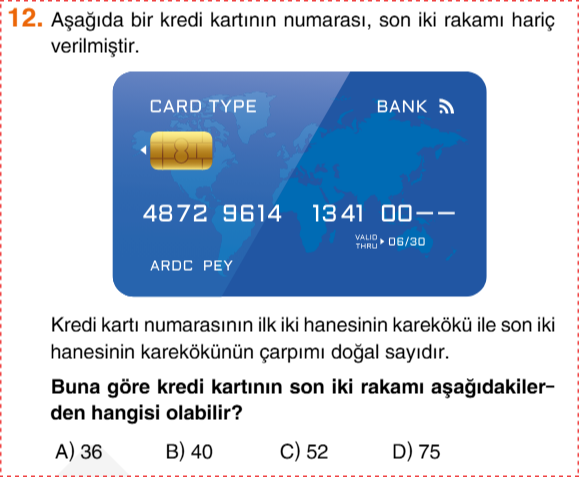 12. Aşağıda bir kredi kartının numarası, son iki rakamı hariç
verilmiştir.
CARD TYPE BANK
4872 9614 1341 00——
VALID THRU 06/30
ARDC PEY
Kredi kartı numarasının ilk iki hanesinin karekökü ile son iki
hanesinin karekökünün çarpımı doğal sayıdır.
Buna göre kredi kartının son iki rakamı aşağıdakiler-
den hangisi olabilir?
A) 36 B) 40 C) 52 D) 75